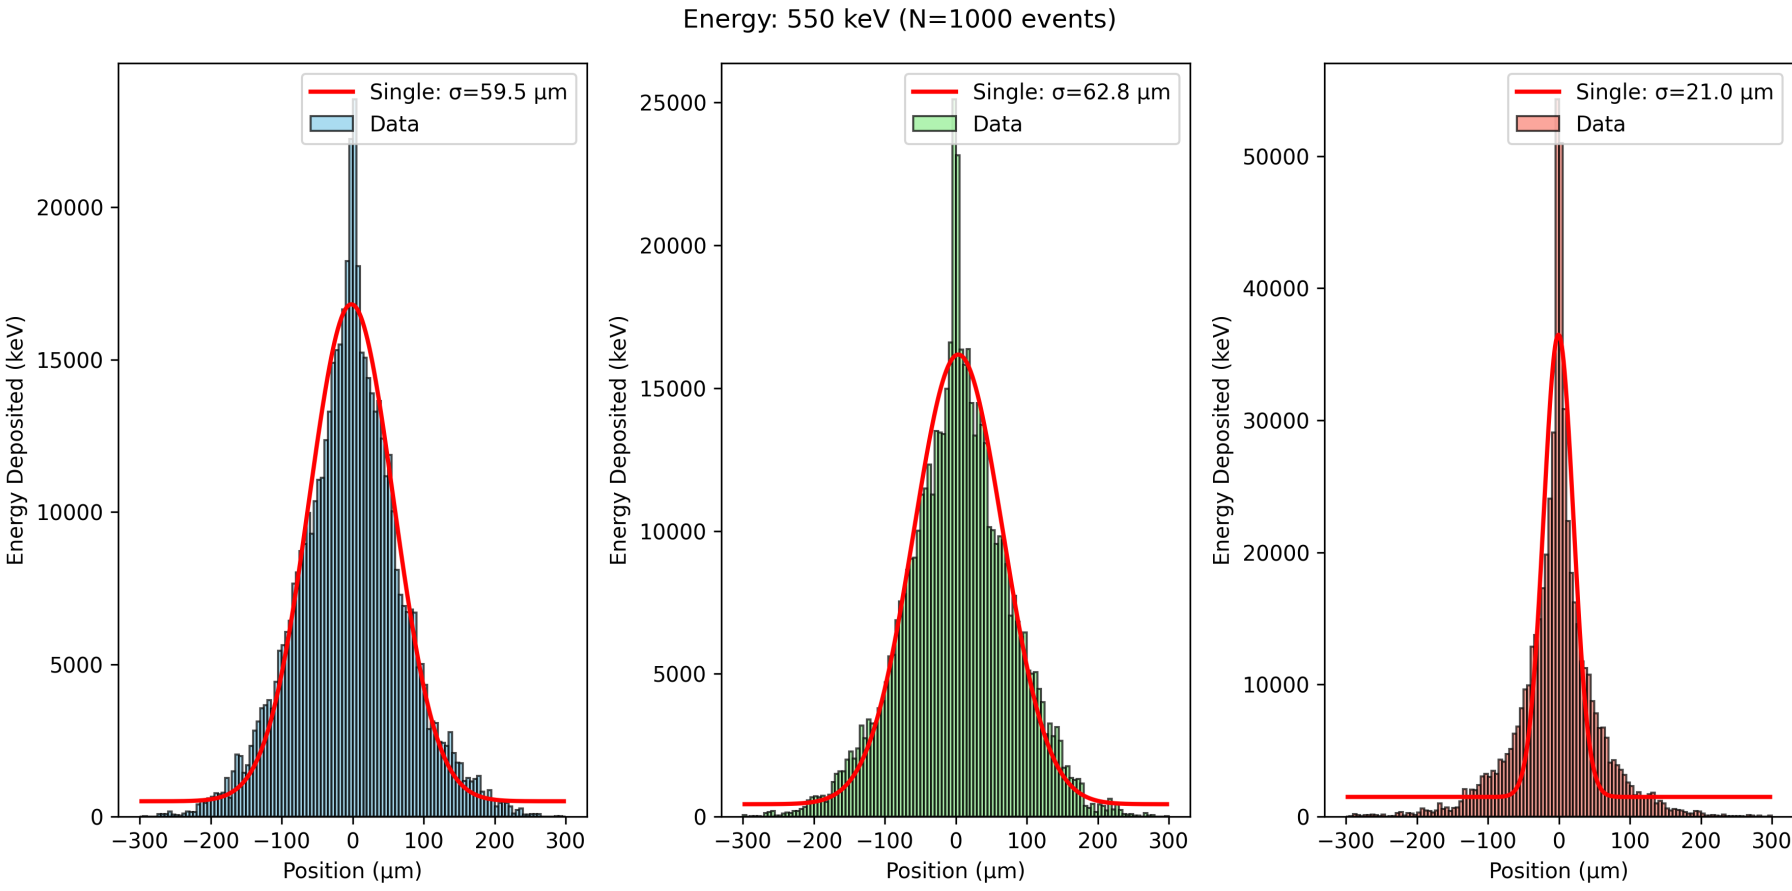 Energy: 550 keV (N=1000 events)
Single: σ=59.5 μm
Data
Energy Deposited (keV)
20000
15000
10000
5000
0
−300 −200 −100 0 100 200 300
Position (μm)
Single: σ=62.8 μm
Data
Energy Deposited (keV)
25000
20000
15000
10000
5000
0
−300 −200 −100 0 100 200 300
Position (μm)
Single: σ=21.0 μm
Data
Energy Deposited (keV)
50000
40000
30000
20000
10000
0
−300 −200 −100 0 100 200 300
Position (μm)